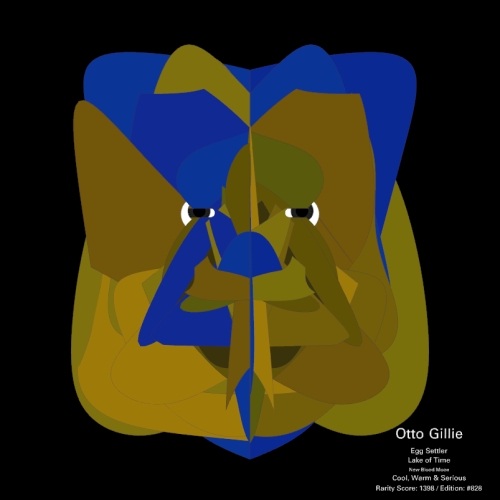 Otto Gillie
Egg Settler
Lake of Time
New Blood Moon
Cool, Warm & Serious
Rarity Score: 1398 / Edition: #828